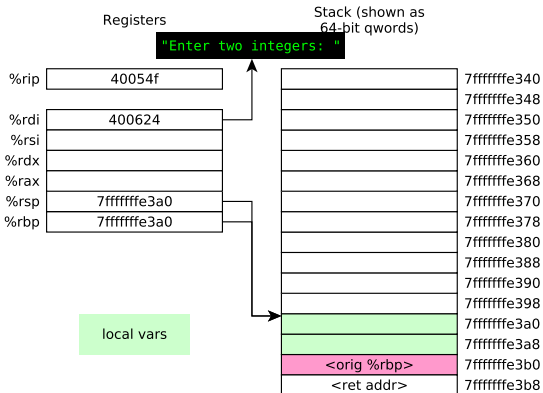 Registers
Stack (shown as
64-bit qwords)
"Enter two integers: "
%rip 40054f
%rdi 400624
%rsi
%rdx
%rax
%rsp 7fffffffe3a0
%rbp 7fffffffe3a0
local vars
7fffffffe340
7fffffffe348
7fffffffe350
7fffffffe358
7fffffffe360
7fffffffe368
7fffffffe370
7fffffffe378
7fffffffe380
7fffffffe388
7fffffffe390
7fffffffe398
7fffffffe3a0
7fffffffe3a8
<orig %rbp> 7fffffffe3b0
<ret addr> 7fffffffe3b8